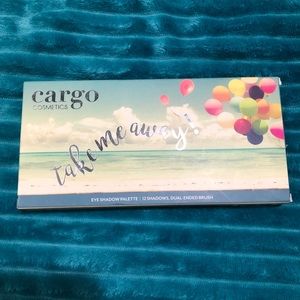 cargo
COSMETICS
take me away!
EYE SHADOW PALETTE | 12 SHADOWS, DUAL ENDED BRUSH